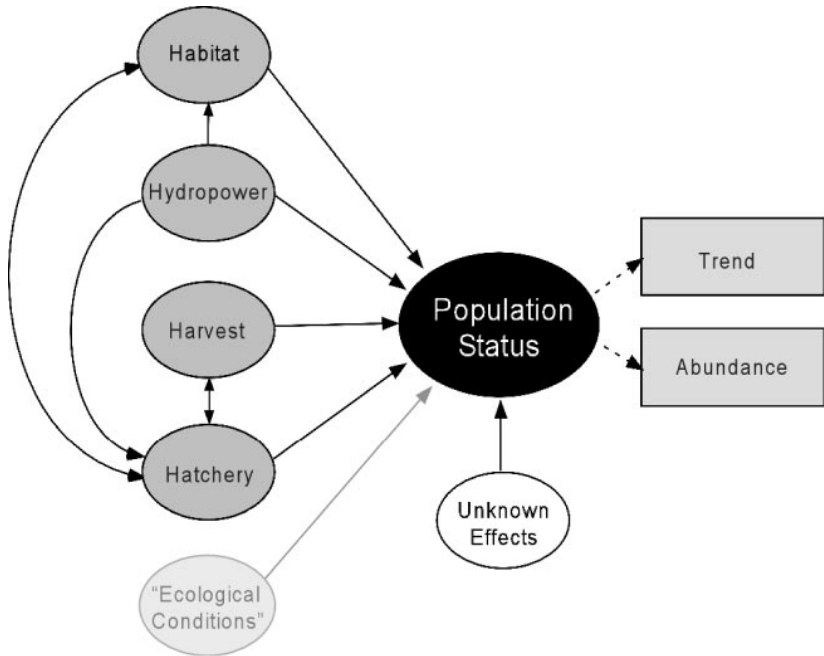 Habitat
Hydropower
Harvest
Hatchery
"Ecological
Conditions"
Population
Status
Unknown
Effects
Trend
Abundance